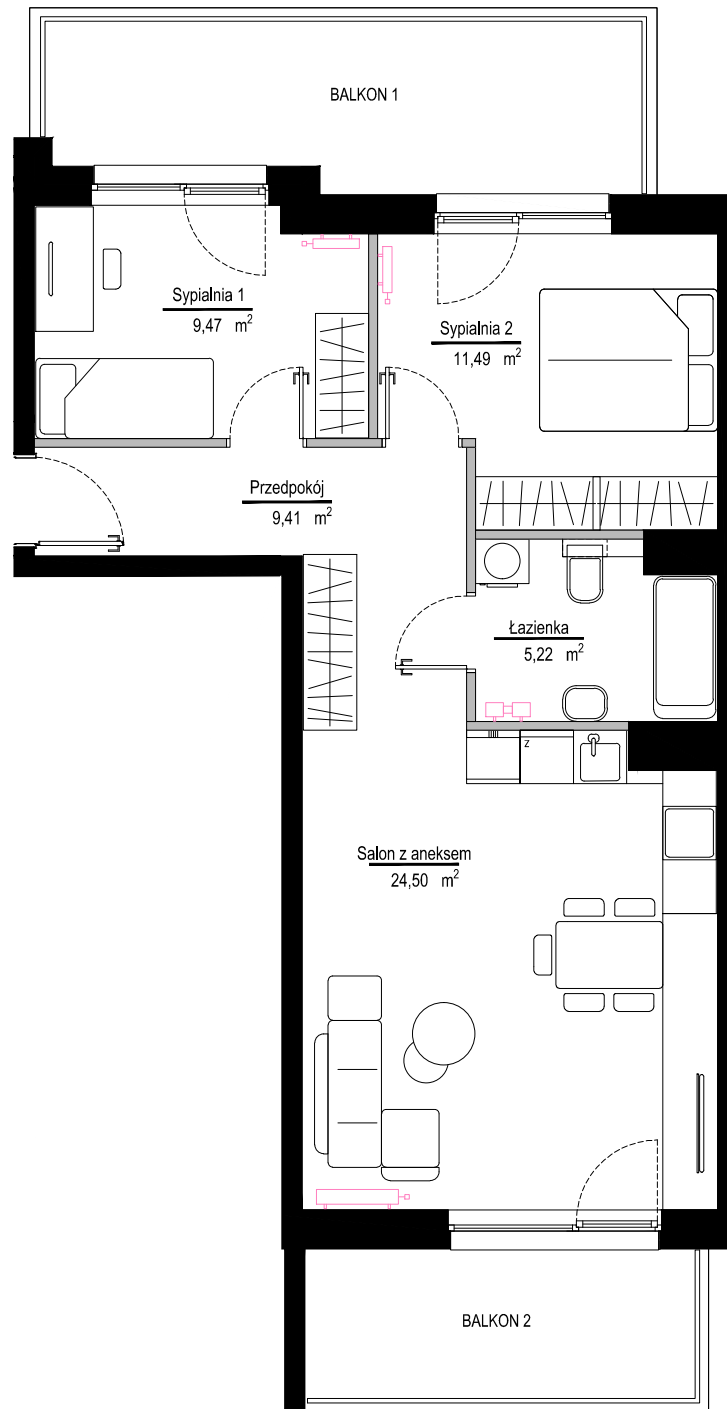 BALKON 1
Sypialnia 1
9,47 m²
Sypialnia 2
11,49 m²
Przedpokój
9,41 m²
Łazienka
5,22 m²
z
Salon z aneksem
24,50 m²
BALKON 2